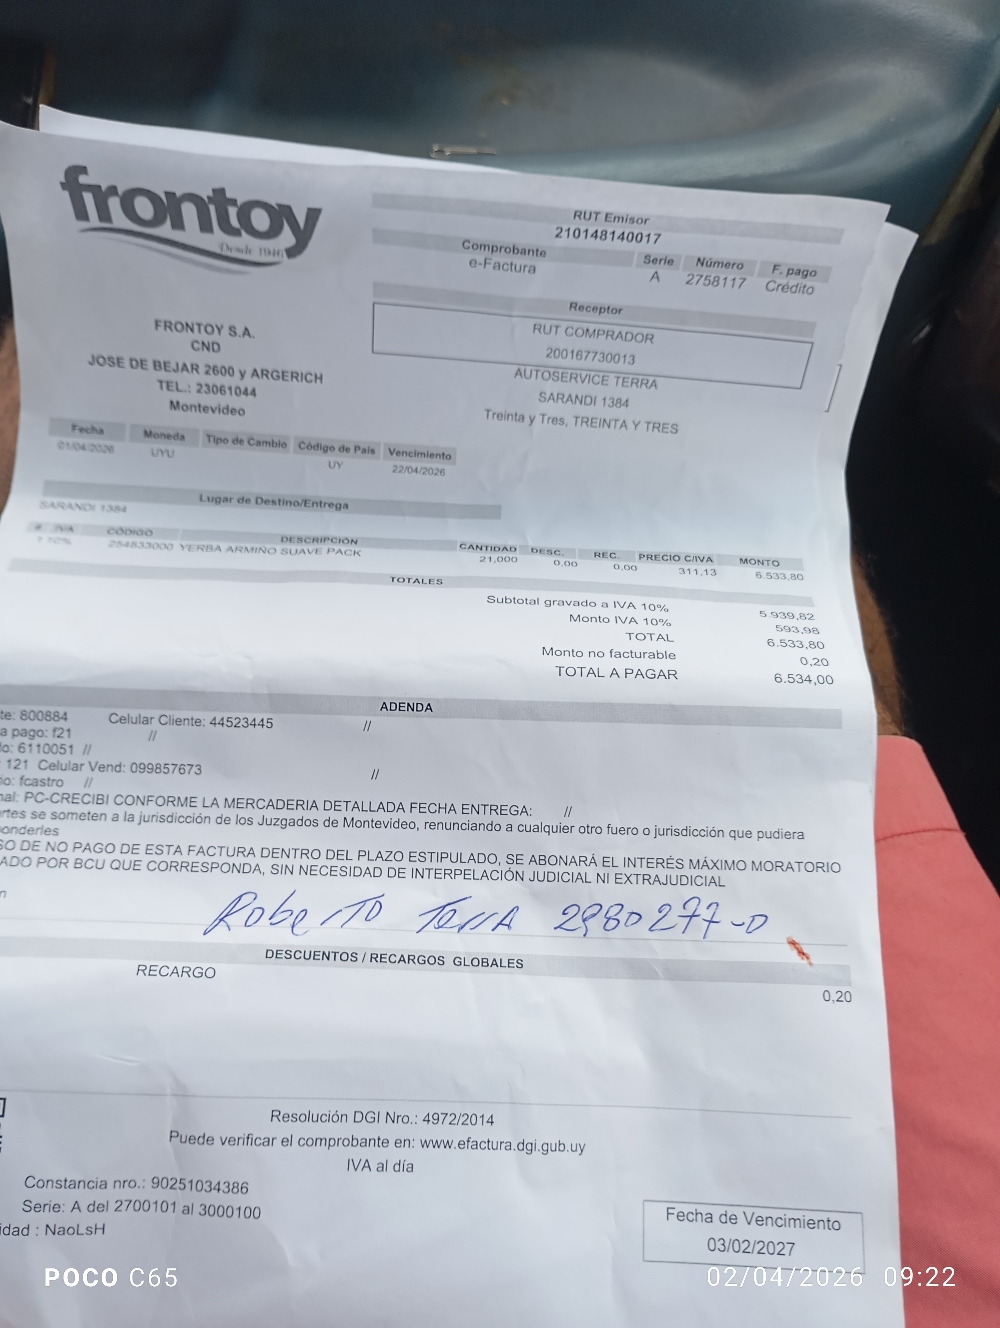 frontoy
Desde 1940
RUT Emisor
210148140017
Comprobante Serie Número F. pago
e-Factura A 2758117 Crédito
Receptor
RUT COMPRADOR
200167730013
AUTOSERVICE TERRA
SARANDI 1384
Treinta y Tres, TREINTA Y TRES
FRONTOY S.A.
CND
JOSE DE BEJAR 2600 y ARGERICH
TEL.: 23061044
Montevideo
Fecha Moneda Tipo de Cambio Código de País Vencimiento
01/04/2026 UYU UY 22/04/2026
Lugar de Destino/Entrega
SARANDI 1384
# IVA CÓDIGO DESCRIPCIÓN CANTIDAD DESC. REC. PRECIO C/IVA MONTO
10% 254833000 YERBA ARMIÑO SUAVE PACK 21,000 0,00 0,00 311,13 6.533,80
TOTALES
Subtotal gravado a IVA 10% 5.939,82
Monto IVA 10% 593,98
TOTAL 6.533,80
Monto no facturable 0,20
TOTAL A PAGAR 6.534,00
ADENDA
te: 800884 Celular Cliente: 44523445 //
a pago: f21 //
lo: 6110051 //
: 121 Celular Vend: 099857673 //
io: fcastro //
nal: PC-CRECIBI CONFORME LA MERCADERIA DETALLADA FECHA ENTREGA: //
rtes se someten a la jurisdicción de los Juzgados de Montevideo, renunciando a cualquier otro fuero o jurisdicción que pudiera
onderles
SO DE NO PAGO DE ESTA FACTURA DENTRO DEL PLAZO ESTIPULADO, SE ABONARÁ EL INTERÉS MÁXIMO MORATORIO
ADO POR BCU QUE CORRESPONDA, SIN NECESIDAD DE INTERPELACIÓN JUDICIAL NI EXTRAJUDICIAL
n
Roberto Terra 2980277-0
DESCUENTOS / RECARGOS GLOBALES
RECARGO 0,20
Resolución DGI Nro.: 4972/2014
Puede verificar el comprobante en: www.efactura.dgi.gub.uy
IVA al día
Constancia nro.: 90251034386
Serie: A del 2700101 al 3000100
idad : NaoLsH
Fecha de Vencimiento
03/02/2027
POCO C65
02/04/2026 09:22